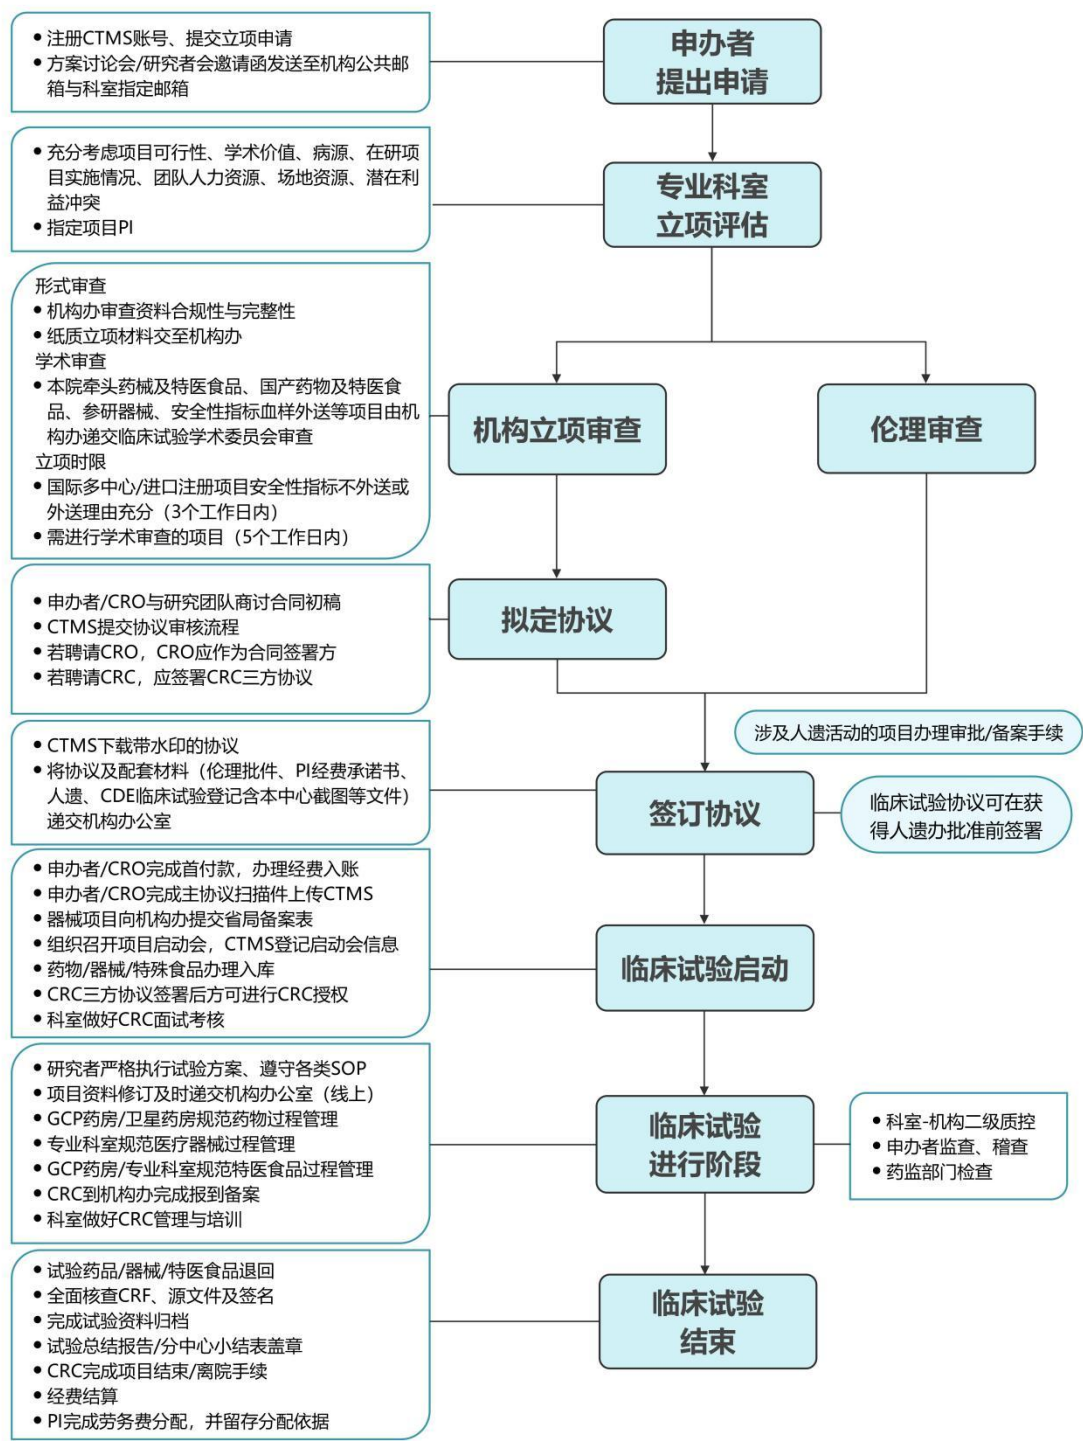 • 注册CTMS账号、提交立项申请
• 方案讨论会/研究者会邀请函发送至机构公共邮
箱与科室指定邮箱
申办者
提出申请
• 充分考虑项目可行性、学术价值、病源、在研项
目实施情况、团队人力资源、场地资源、潜在利
益冲突
• 指定项目PI
专业科室
立项评估
形式审查
• 机构办审查资料合规性与完整性
• 纸质立项材料交至机构办
学术审查
• 本院牵头药械及特医食品、国产药物及特医食
品、参研器械、安全性指标血样外送等项目由机
构办递交临床试验学术委员会审查
立项时限
• 国际多中心/进口注册项目安全性指标不外送或
外送理由充分（3个工作日内）
• 需进行学术审查的项目（5个工作日内）
机构立项审查
伦理审查
• 申办者/CRO与研究团队商讨合同初稿
• CTMS提交协议审核流程
• 若聘请CRO，CRO应作为合同签署方
• 若聘请CRC，应签署CRC三方协议
拟定协议
涉及人遗活动的项目办理审批/备案手续
• CTMS下载带水印的协议
• 将协议及配套材料（伦理批件、PI经费承诺书、
人遗、CDE临床试验登记含本中心截图等文件）
递交机构办公室
签订协议
临床试验协议可在获
得人遗办批准前签署
• 申办者/CRO完成首付款，办理经费入账
• 申办者/CRO完成主协议扫描件上传CTMS
• 器械项目向机构办提交省局备案表
• 组织召开项目启动会，CTMS登记启动会信息
• 药物/器械/特殊食品办理入库
• CRC三方协议签署后方可进行CRC授权
• 科室做好CRC面试考核
临床试验启动
• 研究者严格执行试验方案、遵守各类SOP
• 项目资料修订及时递交机构办公室（线上）
• GCP药房/卫星药房规范药物过程管理
• 专业科室规范医疗器械过程管理
• GCP药房/专业科室规范特医食品过程管理
• CRC到机构办完成报到备案
• 科室做好CRC管理与培训
临床试验
进行阶段
• 科室-机构二级质控
• 申办者监查、稽查
• 药监部门检查
• 试验药品/器械/特医食品退回
• 全面核查CRF、源文件及签名
• 完成试验资料归档
• 试验总结报告/分中心小结表盖章
• CRC完成项目结束/离院手续
• 经费结算
• PI完成劳务费分配，并留存分配依据
临床试验
结束